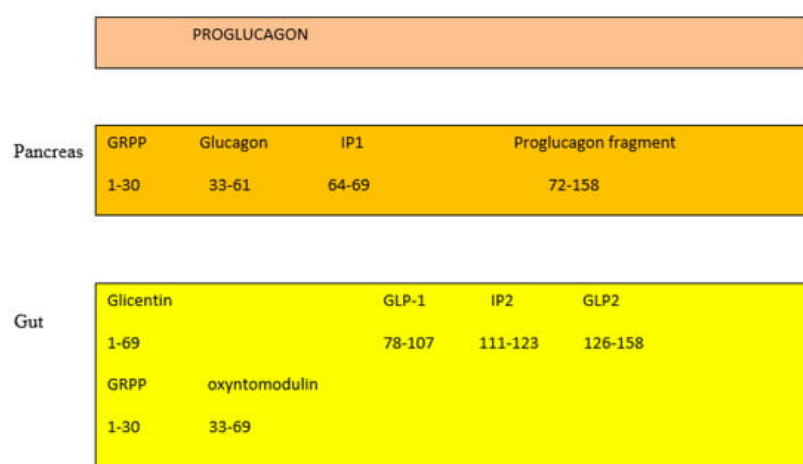 PROGLUCAGON
Pancreas
GRPP Glucagon IP1 Proglucagon fragment
1-30 33-61 64-69 72-158
Gut
Glicentin GLP-1 IP2 GLP2
1-69 78-107 111-123 126-158
GRPP oxyntomodulin
1-30 33-69